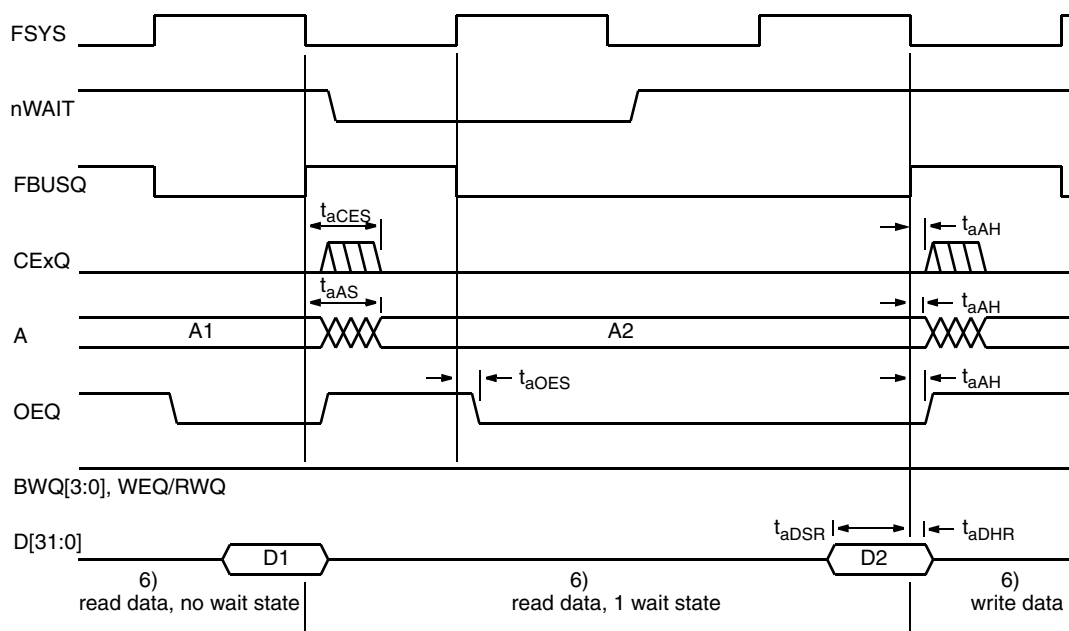 FSYS
nWAIT
FBUSQ
taCES
taAH
CExQ
taAS
taAH
A
A1
A2
taOES
taAH
OEQ
BWQ[3:0], WEQ/RWQ
taDSR
taDHR
D[31:0]
D1
D2
6)
6)
6)
read data, no wait state
read data, 1 wait state
write data